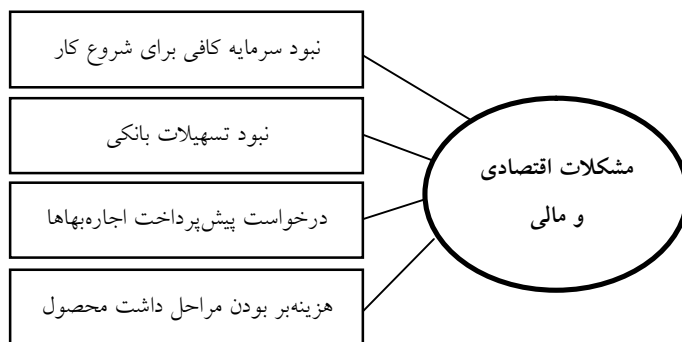 نبود سرمایه کافی برای شروع کار
نبود تسهیلات بانکی
درخواست پیش‌پرداخت اجاره‌بهاها
هزینه‌بر بودن مراحل داشت محصول
مشکلات اقتصادی
و مالی